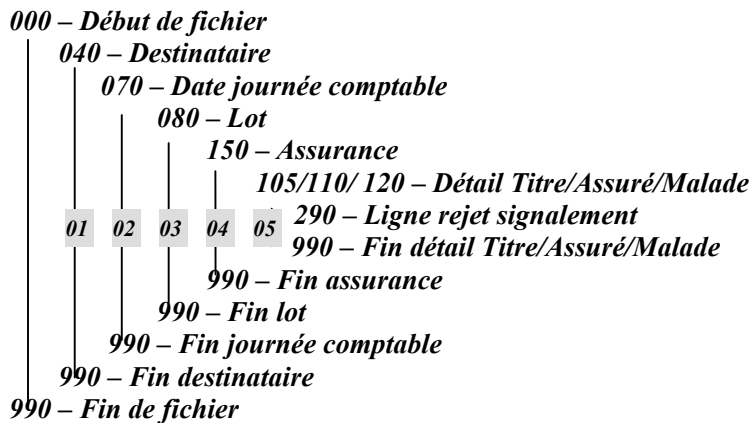 000 – Début de fichier
040 – Destinataire
070 – Date journée comptable
080 – Lot
150 – Assurance
105/110/ 120 – Détail Titre/Assuré/Malade
290 – Ligne rejet signalement
01 02 03 04 05
990 – Fin détail Titre/Assuré/Malade
990 – Fin assurance
990 – Fin lot
990 – Fin journée comptable
990 – Fin destinataire
990 – Fin de fichier